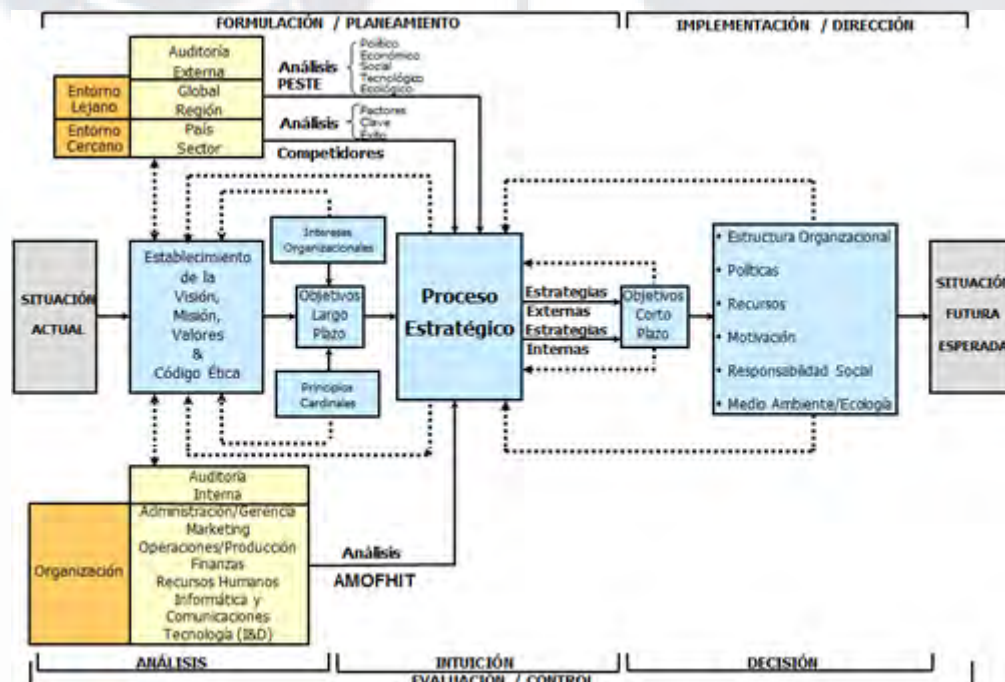 FORMULACIÓN / PLANEAMIENTO
IMPLEMENTACIÓN / DIRECCIÓN
Auditoría
Externa
Entorno
Lejano
Global
Región
Entorno
Cercano
País
Sector
Análisis
PESTE
Político
Económico
Social
Tecnológico
Ecológico
Análisis
Factores
Clave
Éxito
Competidores
SITUACIÓN
ACTUAL
Establecimiento
de la
Visión,
Misión,
Valores
&
Código Ética
Intereses
Organizacionales
Objetivos
Largo
Plazo
Principios
Cardinales
Proceso
Estratégico
Estrategias
Externas
Estrategias
Internas
Objetivos
Corto
Plazo
• Estructura Organizacional
• Políticas
• Recursos
• Motivación
• Responsabilidad Social
• Medio Ambiente/Ecología
SITUACIÓN
FUTURA
ESPERADA
Organización
Auditoría
Interna
Administración/Gerencia
Marketing
Operaciones/Producción
Finanzas
Recursos Humanos
Informática y
Comunicaciones
Tecnología (I&D)
Análisis
AMOFHIT
ANÁLISIS
INTUICIÓN
DECISIÓN
EVALUACIÓN / CONTROL